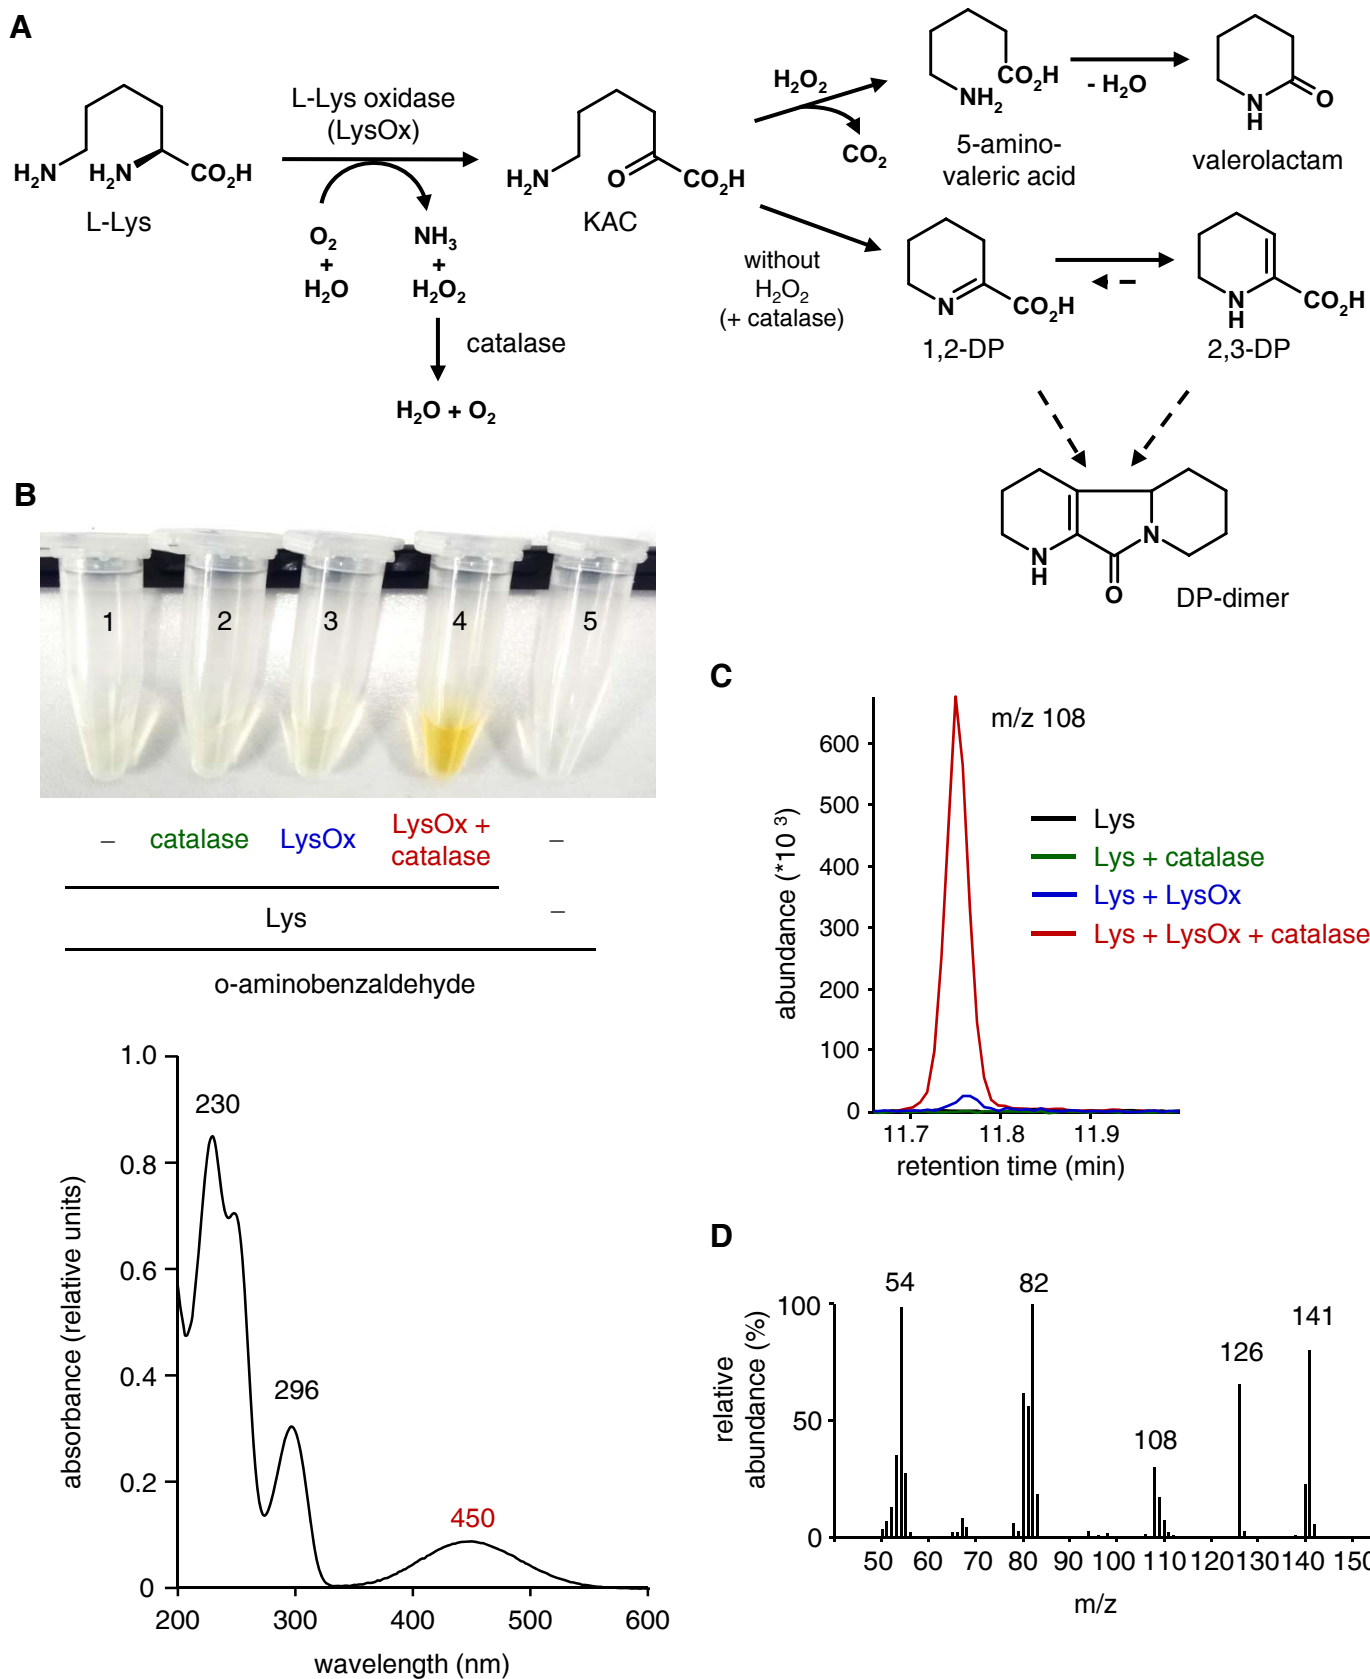 A
L-Lys oxidase
(LysOx)
H₂N
H₂N
CO₂H
L-Lys
O₂
+
H₂O
NH₃
+
H₂O₂
catalase
H₂O + O₂
H₂N
O
CO₂H
KAC
H₂O₂
CO₂
CO₂H
NH₂
5-amino-
valeric acid
- H₂O
N
H
O
valerolactam
without
H₂O₂
(+ catalase)
N
CO₂H
1,2-DP
N
H
CO₂H
2,3-DP
N
H
O
N
DP-dimer
B
1 2 3 4 5
– catalase LysOx LysOx + catalase –
Lys –
o-aminobenzaldehyde
absorbance (relative units)
1.0
0.8
0.6
0.4
0.2
0
230
296
450
200 300 400 500 600
wavelength (nm)
C
m/z 108
abundance (*10 ³)
600
500
400
300
200
100
0
Lys
Lys + catalase
Lys + LysOx
Lys + LysOx + catalase
11.7 11.8 11.9
retention time (min)
D
relative
abundance (%)
100
50
0
54
82
108
126
141
50 60 70 80 90 100 110 120 130 140 150
m/z